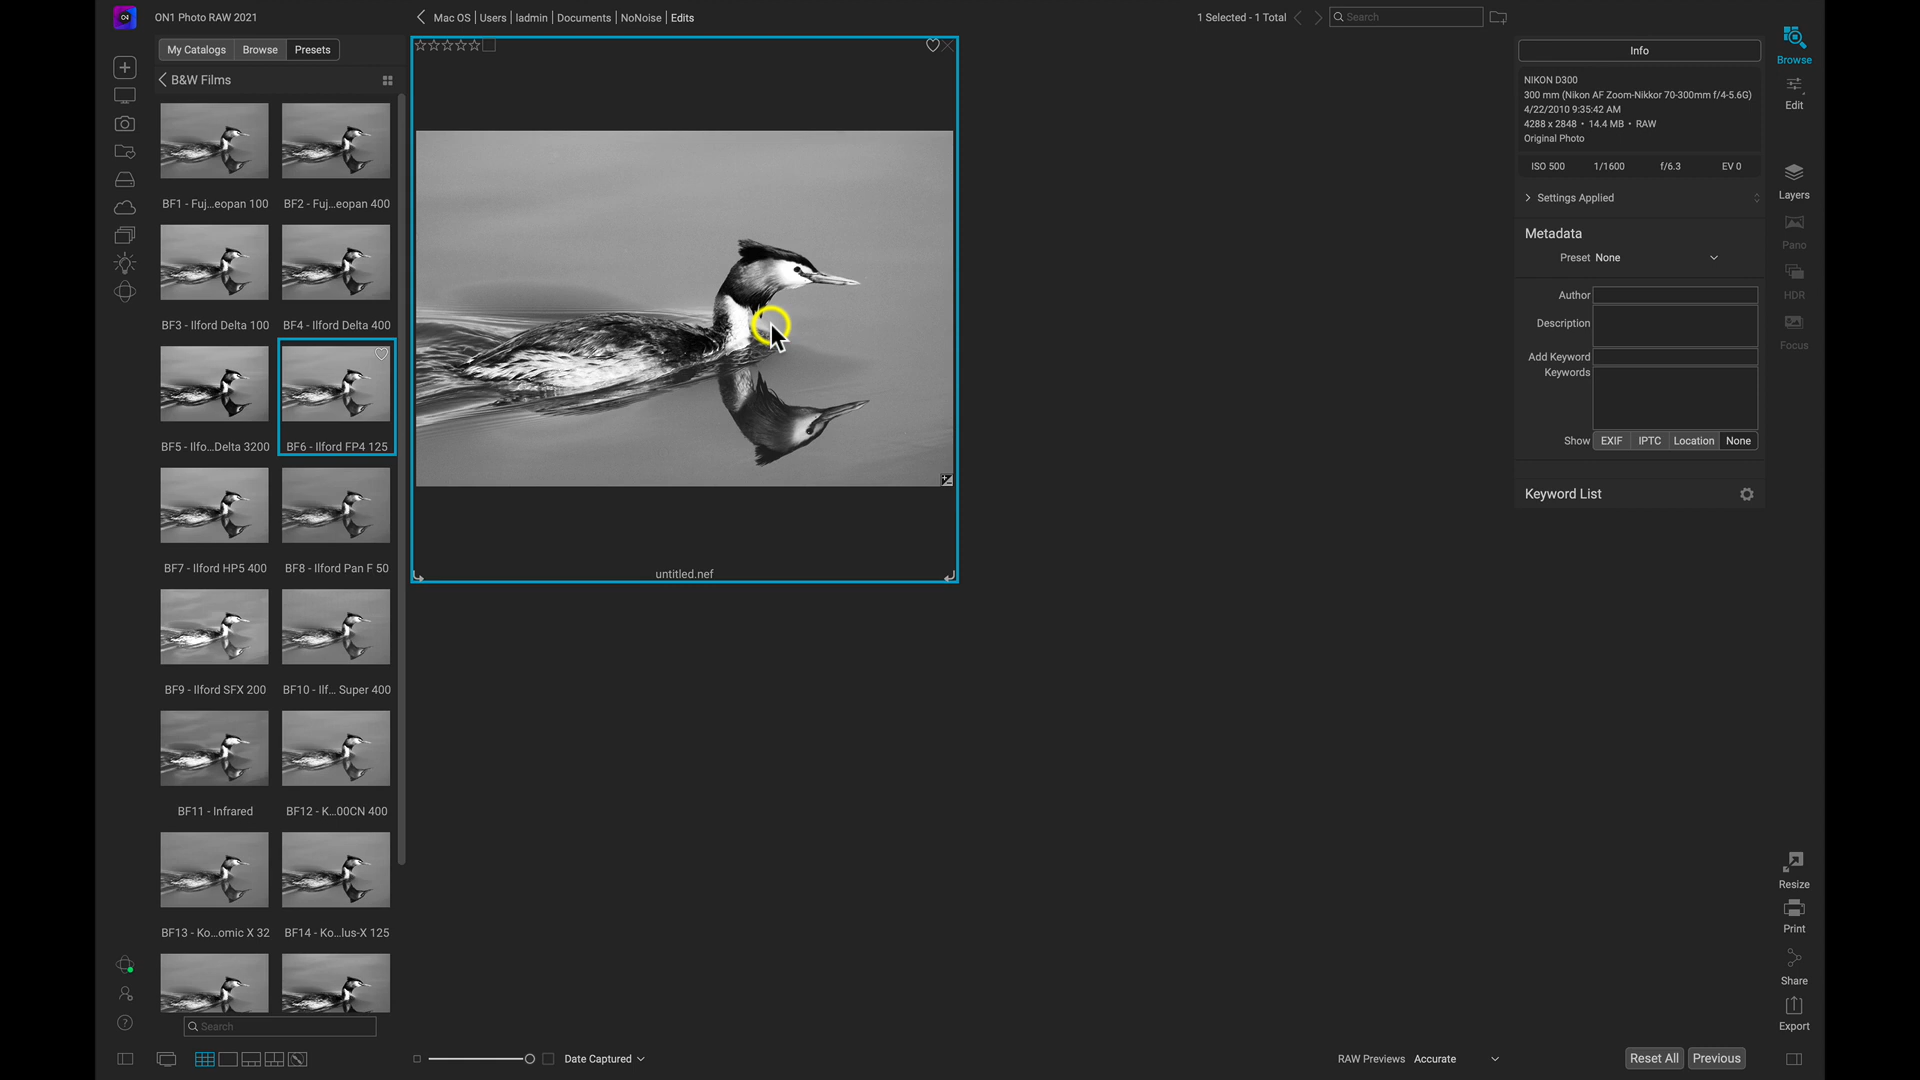 ON1 Photo RAW 2021
Mac OS | Users | Iadmin | Documents | NoNoise | Edits
1 Selected - 1 Total
Search
My Catalogs
Browse
Presets
B&W Films
BF1 - Fuj...eopan 100
BF2 - Fuj...eopan 400
BF3 - Ilford Delta 100
BF4 - Ilford Delta 400
BF5 - Ilfo...Delta 3200
BF6 - Ilford FP4 125
BF7 - Ilford HP5 400
BF8 - Ilford Pan F 50
BF9 - Ilford SFX 200
BF10 - Ilf... Super 400
BF11 - Infrared
BF12 - K...00CN 400
BF13 - Ko...omic X 32
BF14 - Ko...lus-X 125
Search
untitled.nef
Date Captured
RAW Previews Accurate
Reset All
Previous
Info
NIKON D300
300 mm (Nikon AF Zoom-Nikkor 70-300mm f/4-5.6G)
4/22/2010 9:35:42 AM
4288 x 2848 • 14.4 MB • RAW
Original Photo
ISO 500 1/1600 f/6.3 EV 0
Settings Applied
Metadata
Preset None
Author
Description
Add Keyword
Keywords
Show EXIF IPTC Location None
Keyword List
Browse
Edit
Layers
Pano
HDR
Focus
Resize
Print
Share
Export